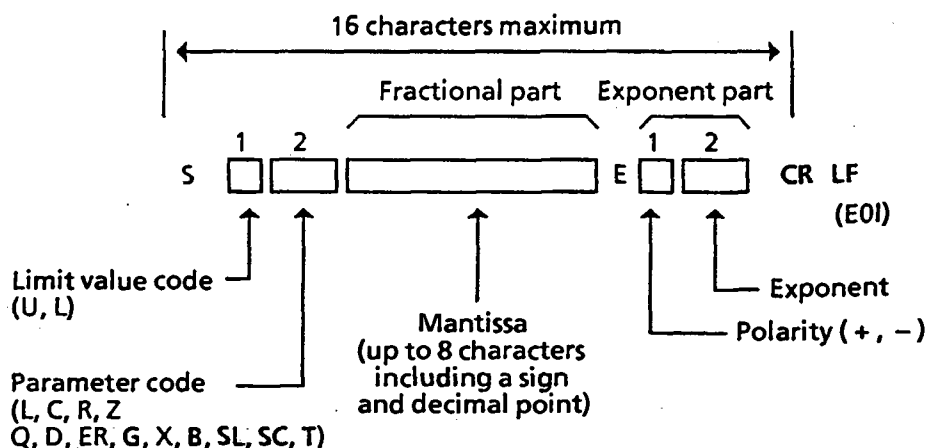 16 characters maximum
Fractional part Exponent part
1 2 1 2
S E CR LF
(EOI)
Limit value code
(U, L)
Exponent
Polarity (+, −)
Mantissa
(up to 8 characters
including a sign
and decimal point)
Parameter code
(L, C, R, Z
Q, D, ER, G, X, B, SL, SC, T)